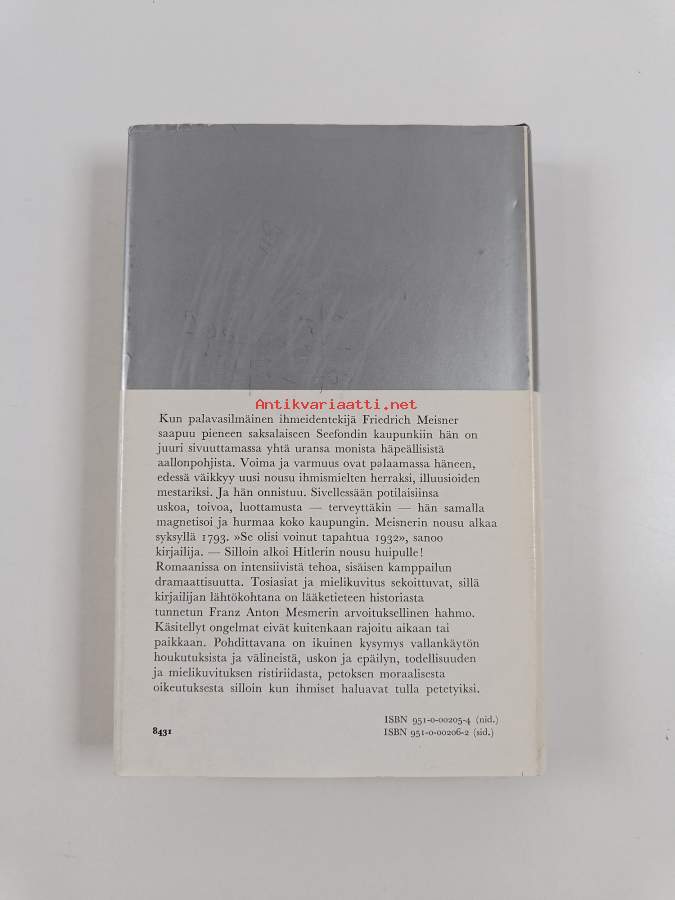 Antikvariaatti.net
Kun palavasilmäinen ihmeidentekijä Friedrich Meisner
saapuu pieneen saksalaiseen Seefondin kaupunkiin hän on
juuri sivuuttamassa yhtä uransa monista häpeällisistä
aallonpohjista. Voima ja varmuus ovat palaamassa häneen,
edessä väikkyy uusi nousu ihmismielten herraksi, illuusioiden
mestariksi. Ja hän onnistuu. Sivellessään potilaisiinsa
uskoa, toivoa, luottamusta — terveyttäkin — hän samalla
magnetisoi ja hurmaa koko kaupungin. Meisnerin nousu alkaa
syksyllä 1793. »Se olisi voinut tapahtua 1932», sanoo
kirjailija. — Silloin alkoi Hitlerin nousu huipulle!
Romaanissa on intensiivistä tehoa, sisäisen kamppailun
dramaattisuutta. Tosiasiat ja mielikuvitus sekoittuvat, sillä
kirjailijan lähtökohtana on lääketieteen historiasta
tunnetun Franz Anton Mesmerin arvoituksellinen hahmo.
Käsitellyt ongelmat eivät kuitenkaan rajoitu aikaan tai
paikkaan. Pohdittavana on ikuinen kysymys vallankäytön
houkutuksista ja välineistä, uskon ja epäilyn, todellisuuden
ja mielikuvituksen ristiriidasta, petoksen moraalisesta
oikeutuksesta silloin kun ihmiset haluavat tulla petetyiksi.
ISBN 951-0-00205-4 (nid.)
8431 ISBN 951-0-00206-2 (sid.)